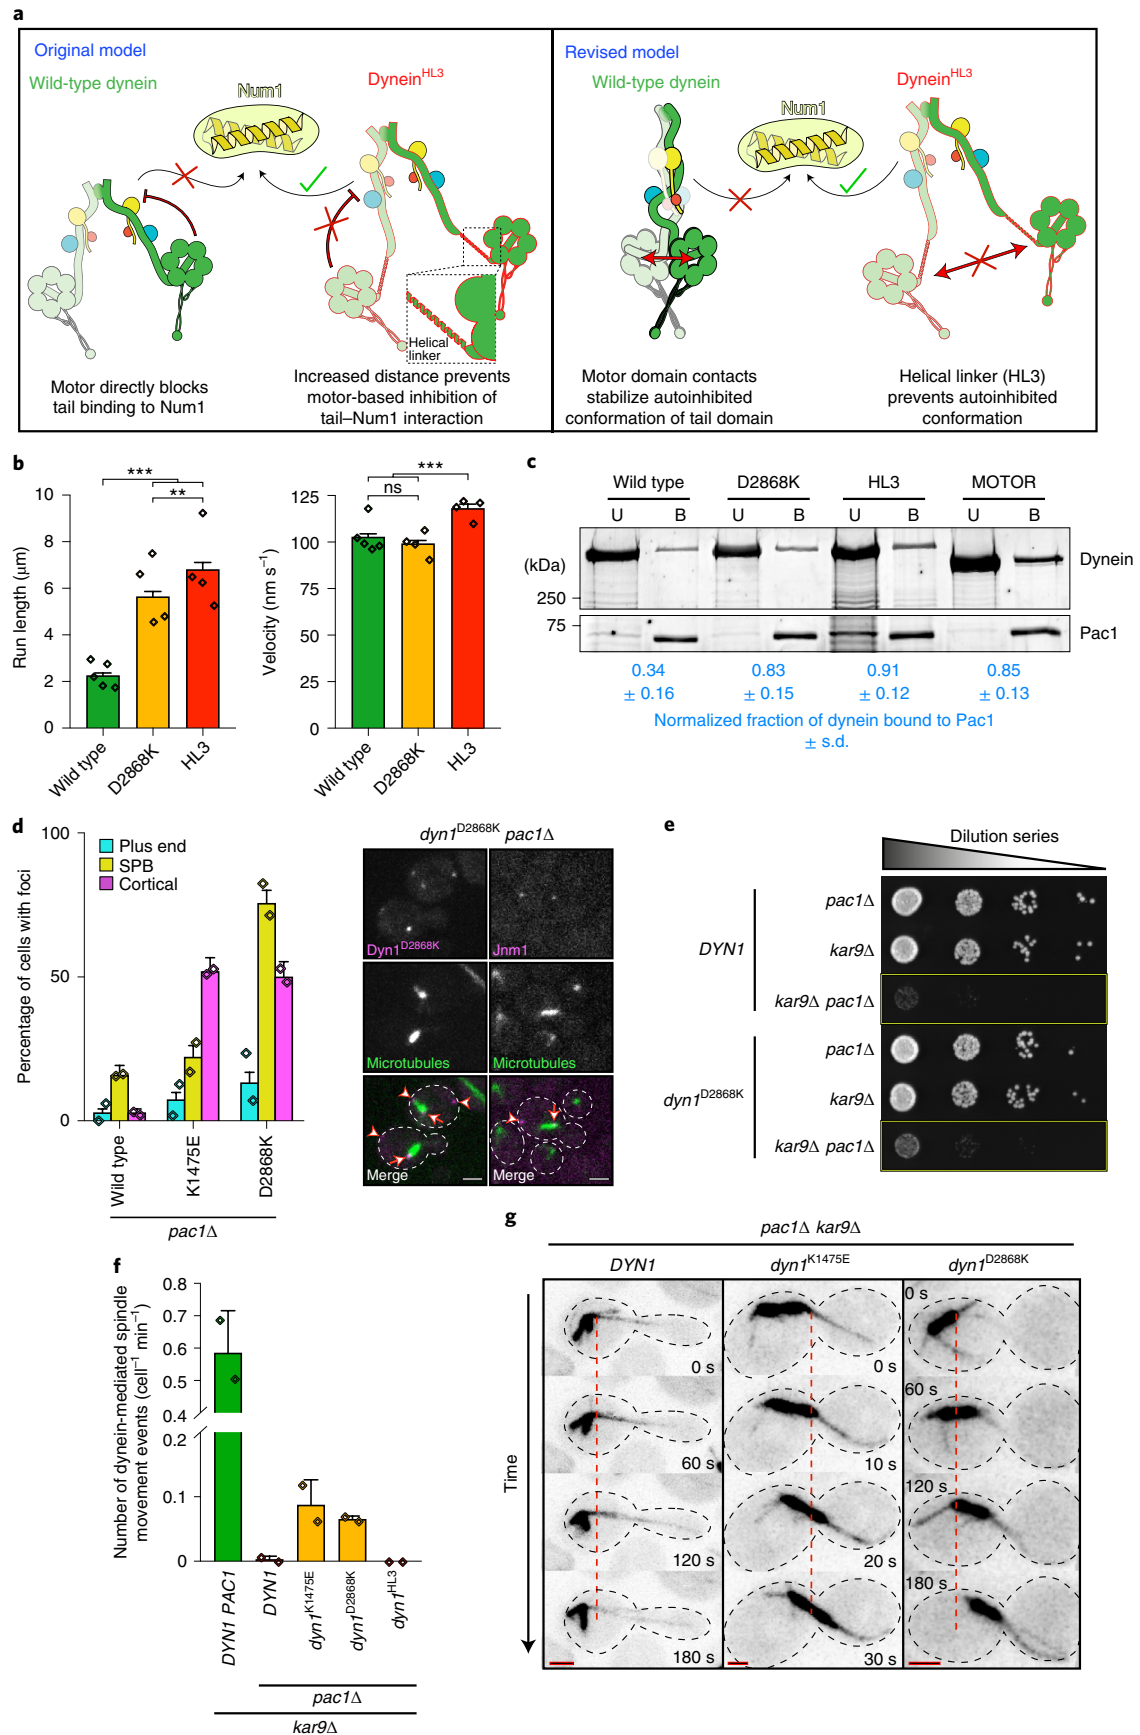 a
Original model
Wild-type dynein
Num1
Dynein^HL3
Helical
linker
Motor directly blocks
tail binding to Num1
Increased distance prevents
motor-based inhibition of
tail–Num1 interaction
Revised model
Wild-type dynein
Num1
Dynein^HL3
Motor domain contacts
stabilize autoinhibited
conformation of tail domain
Helical linker (HL3)
prevents autoinhibited
conformation
b
Run length (μm)
10
8
6
4
2
0
***
**
Wild type
D2868K
HL3
Velocity (nm s⁻¹)
125
100
75
50
25
0
***
ns
Wild type
D2868K
HL3
c
Wild type D2868K HL3 MOTOR
U B U B U B U B
(kDa)
250
75
Dynein
Pac1
0.34 0.83 0.91 0.85
± 0.16 ± 0.15 ± 0.12 ± 0.13
Normalized fraction of dynein bound to Pac1
± s.d.
d
Percentage of cells with foci
100
50
0
Plus end
SPB
Cortical
Wild type
K1475E
D2868K
pac1Δ
dyn1^D2868K pac1Δ
Dyn1^D2868K
Jnm1
Microtubules
Microtubules
Merge
Merge
e
Dilution series
DYN1
pac1Δ
kar9Δ
kar9Δ pac1Δ
dyn1^D2868K
pac1Δ
kar9Δ
kar9Δ pac1Δ
f
Number of dynein-mediated spindle
movement events (cell⁻¹ min⁻¹)
0.8
0.7
0.6
0.5
0.4
0.2
0.1
0
DYN1 PAC1
DYN1
dyn1^K1475E
dyn1^D2868K
dyn1^HL3
pac1Δ
kar9Δ
g
pac1Δ kar9Δ
DYN1
dyn1^K1475E
dyn1^D2868K
Time
0 s
60 s
120 s
180 s
0 s
10 s
20 s
30 s
0 s
60 s
120 s
180 s